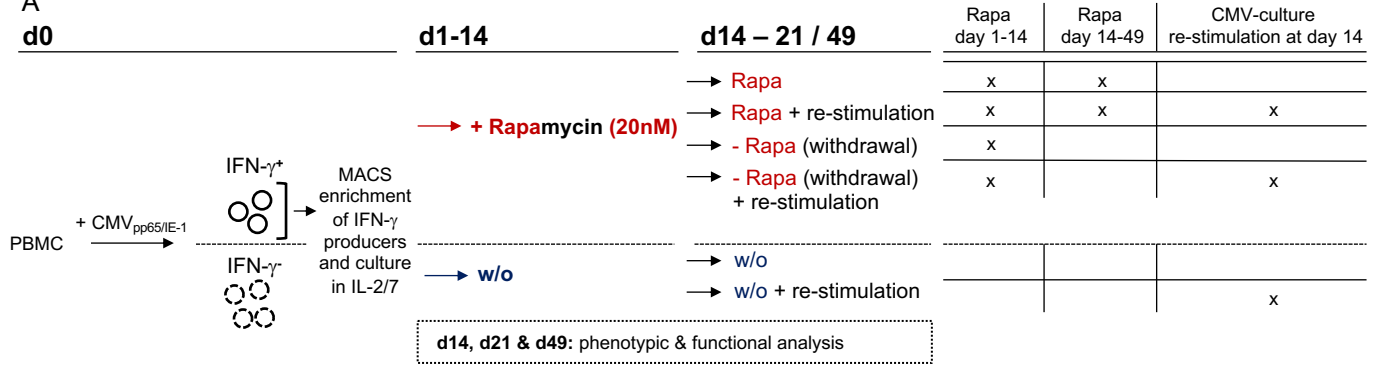 A
d0
d1-14
d14 – 21 / 49
Rapa
day 1-14
Rapa
day 14-49
CMV-culture
re-stimulation at day 14
Rapa
x x
Rapa + re-stimulation
x x x
+ Rapamycin (20nM)
- Rapa (withdrawal)
x
- Rapa (withdrawal)
+ re-stimulation
x x
PBMC
+ CMVpp65/IE-1
IFN-γ+
IFN-γ-
MACS
enrichment
of IFN-γ
producers
and culture
in IL-2/7
w/o
w/o
w/o + re-stimulation
x
d14, d21 & d49: phenotypic & functional analysis